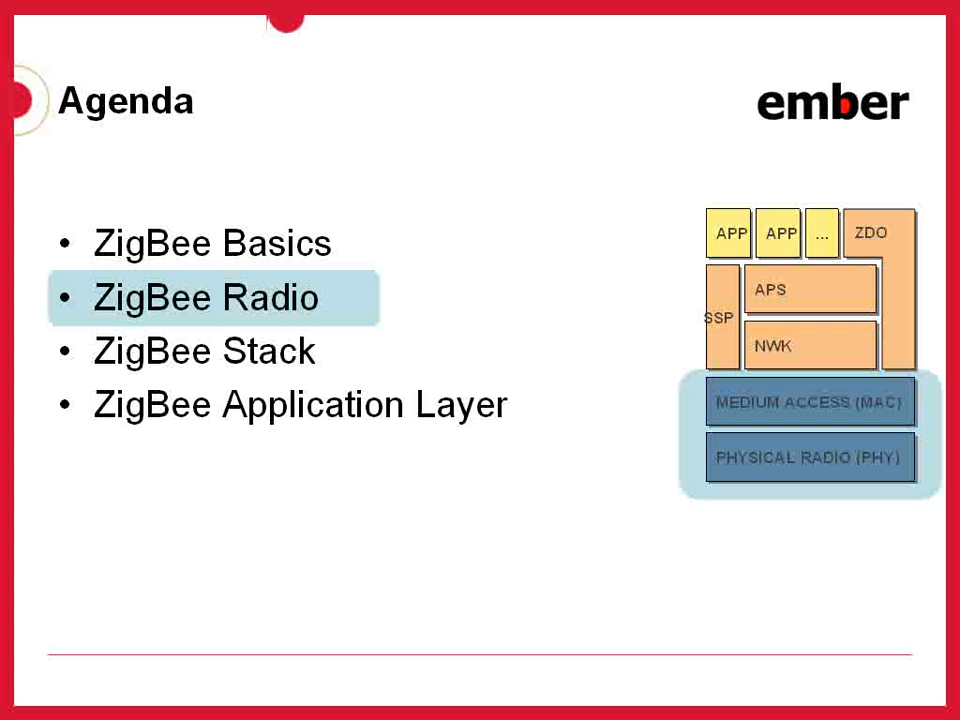 Agenda
ember
• ZigBee Basics
• ZigBee Radio
• ZigBee Stack
• ZigBee Application Layer
APP APP ... ZDO
APS
SSP
NWK
MEDIUM ACCESS (MAC)
PHYSICAL RADIO (PHY)